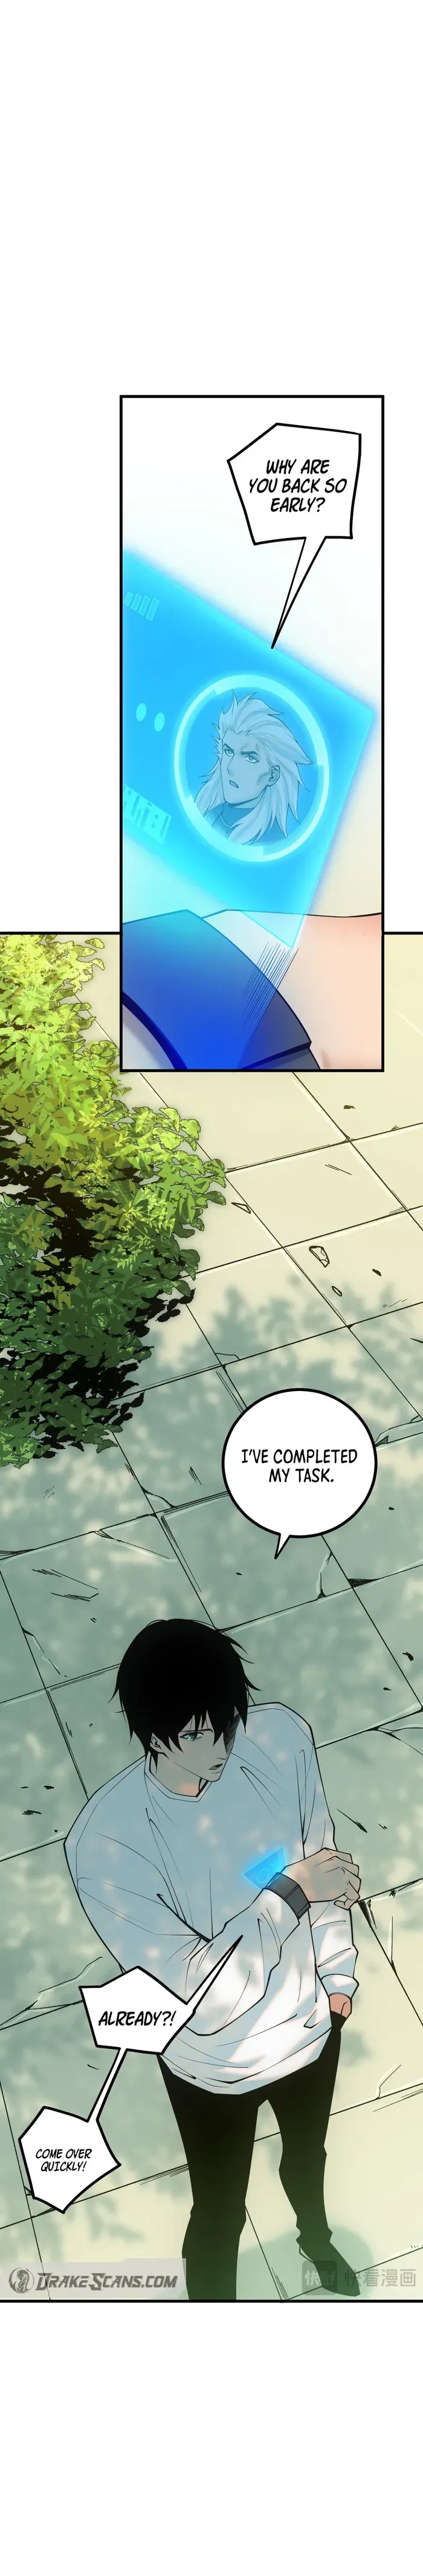 WHY ARE
YOU BACK SO
EARLY?
I'VE COMPLETED
MY TASK.
ALREADY?!
COME OVER
QUICKLY!
DRAKESCANS.COM
快看漫画